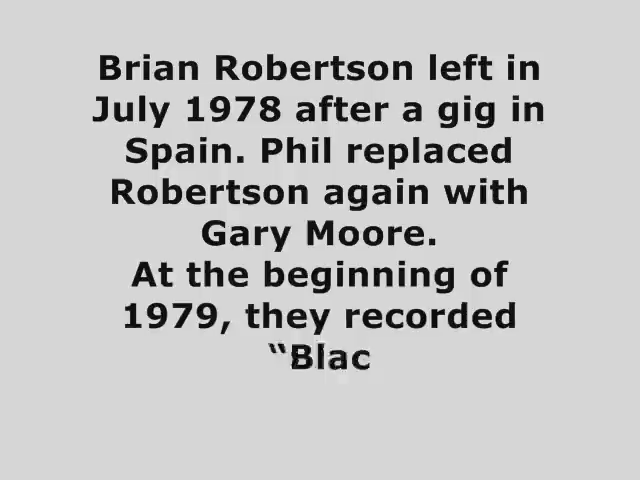 Brian Robertson left in
July 1978 after a gig in
Spain. Phil replaced
Robertson again with
Gary Moore.
At the beginning of
1979, they recorded
“Blac